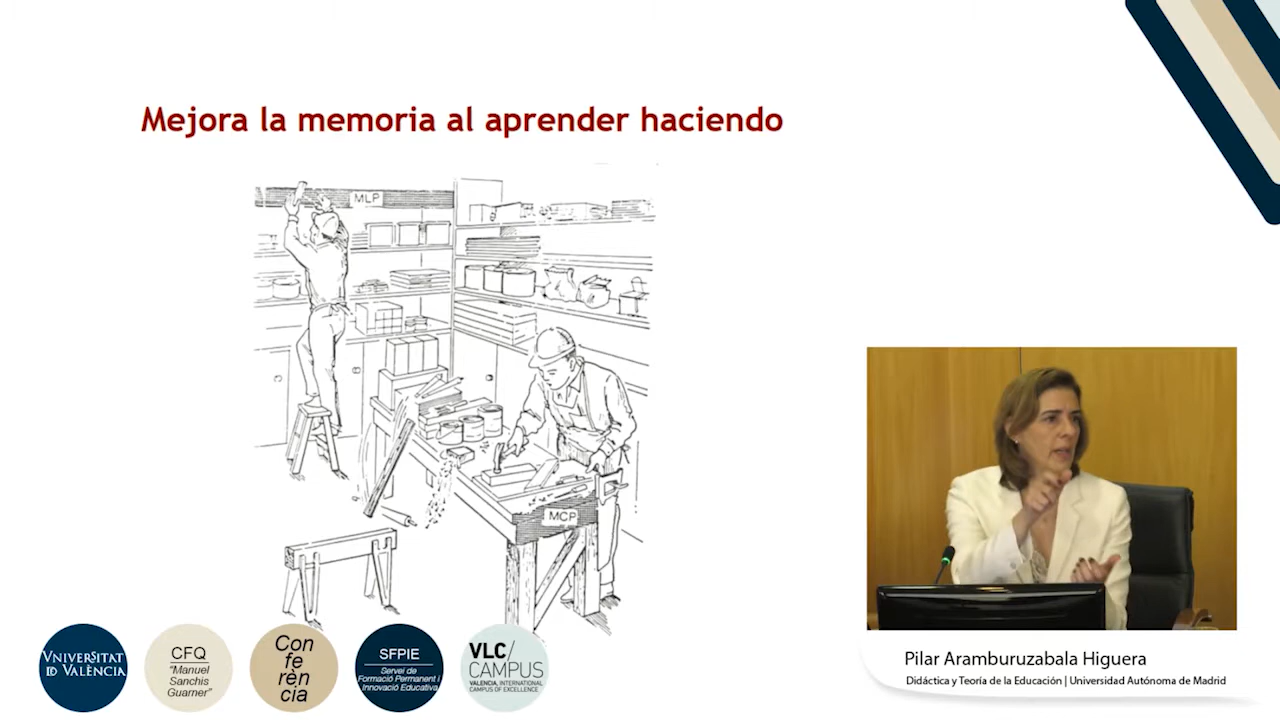 Mejora la memoria al aprender haciendo
MLP
MCP
VNIVERSITAT
ID VALÈNCIA
CFQ
"Manuel
Sanchis
Guarner"
Con
fe
rèn
cia
SFPIE
Servei de
Formació Permanent i
Innovació Educativa
VLC/
CAMPUS
VALENCIA, INTERNATIONAL
CAMPUS OF EXCELLENCE
Pilar Aramburuzabala Higuera
Didáctica y Teoría de la Educación | Universidad Autónoma de Madrid